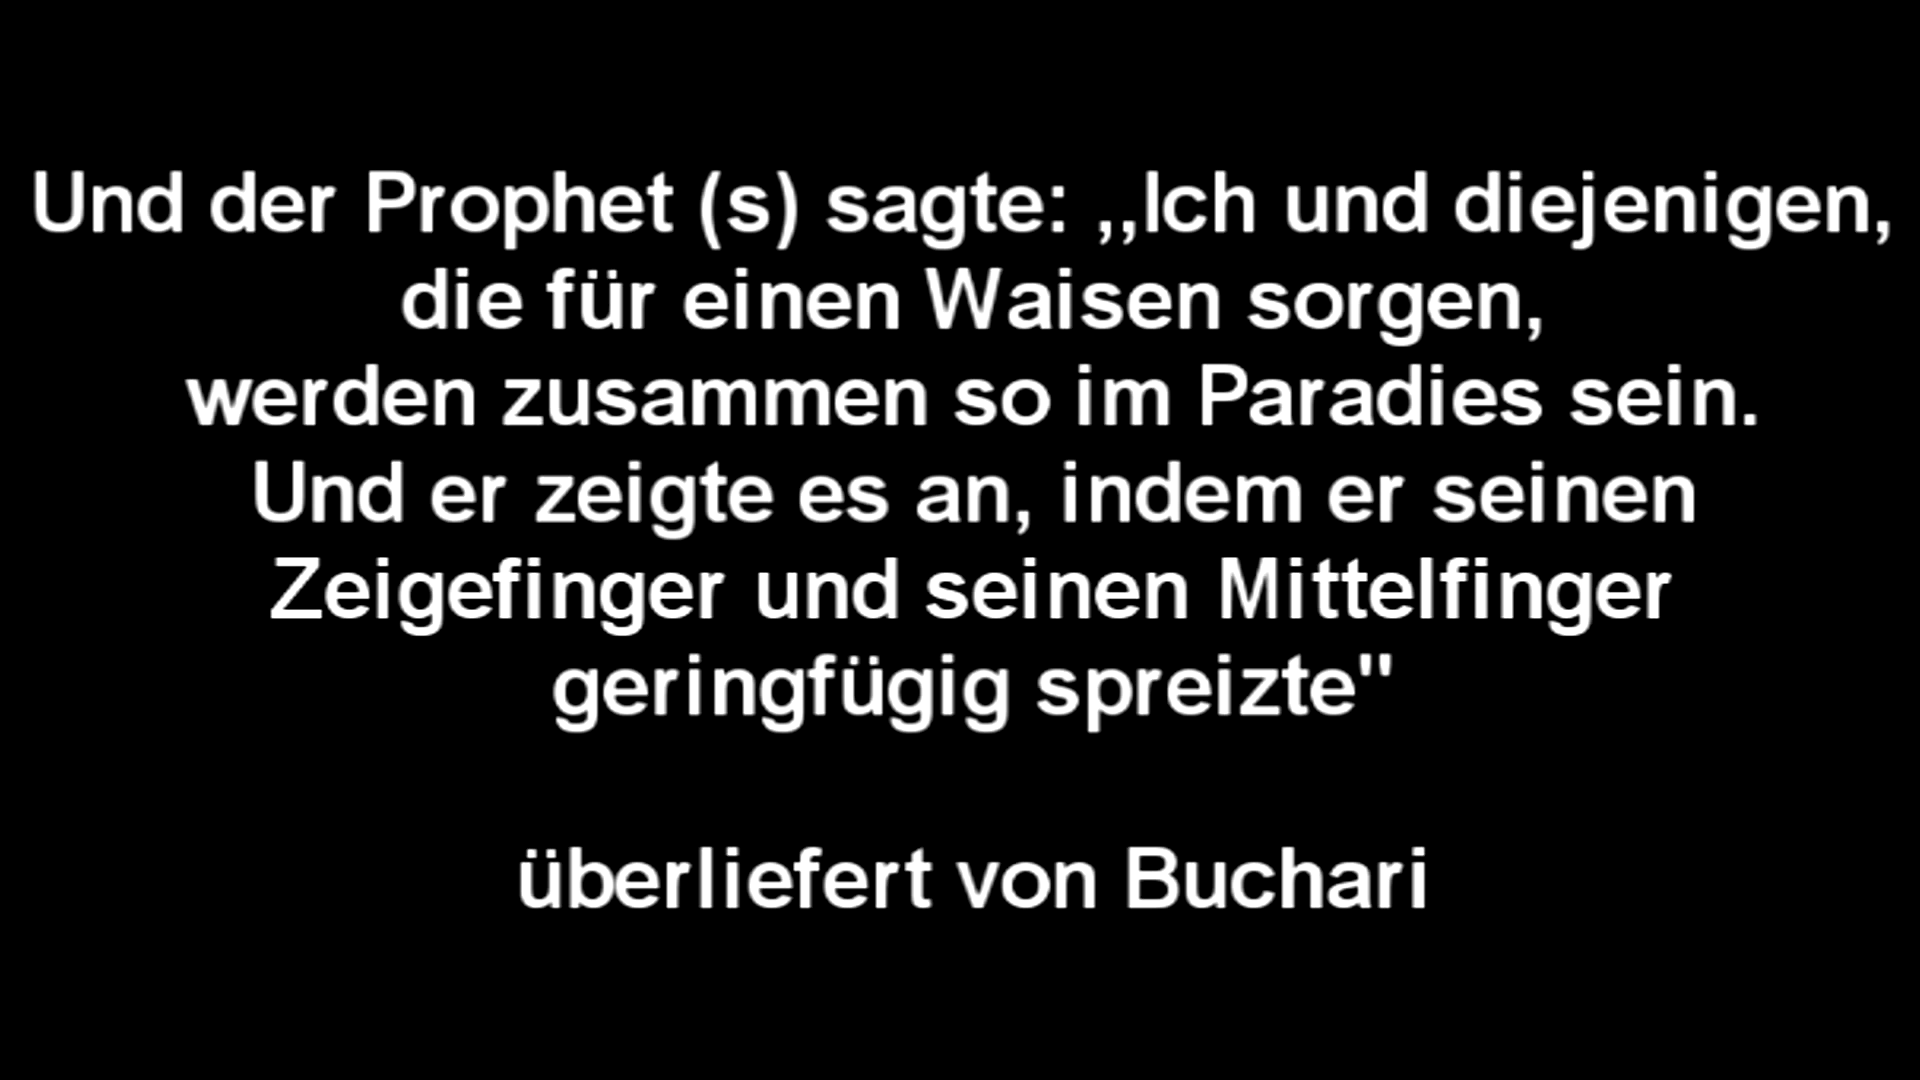 Und der Prophet (s) sagte: ,,Ich und diejenigen,
die für einen Waisen sorgen,
werden zusammen so im Paradies sein.
Und er zeigte es an, indem er seinen
Zeigefinger und seinen Mittelfinger
geringfügig spreizte"
überliefert von Buchari